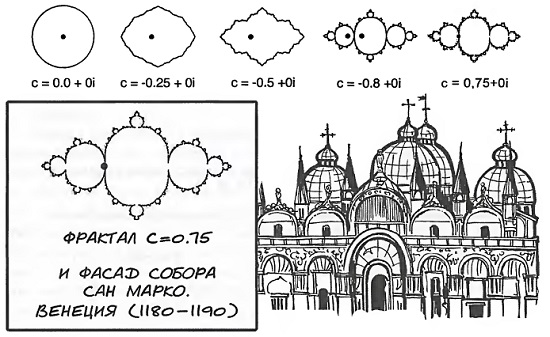 c = 0.0 + 0i
c = -0.25 + 0i
c = -0.5 +0i
c = -0.8 +0i
c = 0,75+0i
ФРАКТАЛ С=0.75
И ФАСАД СОБОРА
САН МАРКО.
ВЕНЕЦИЯ (1180-1190)